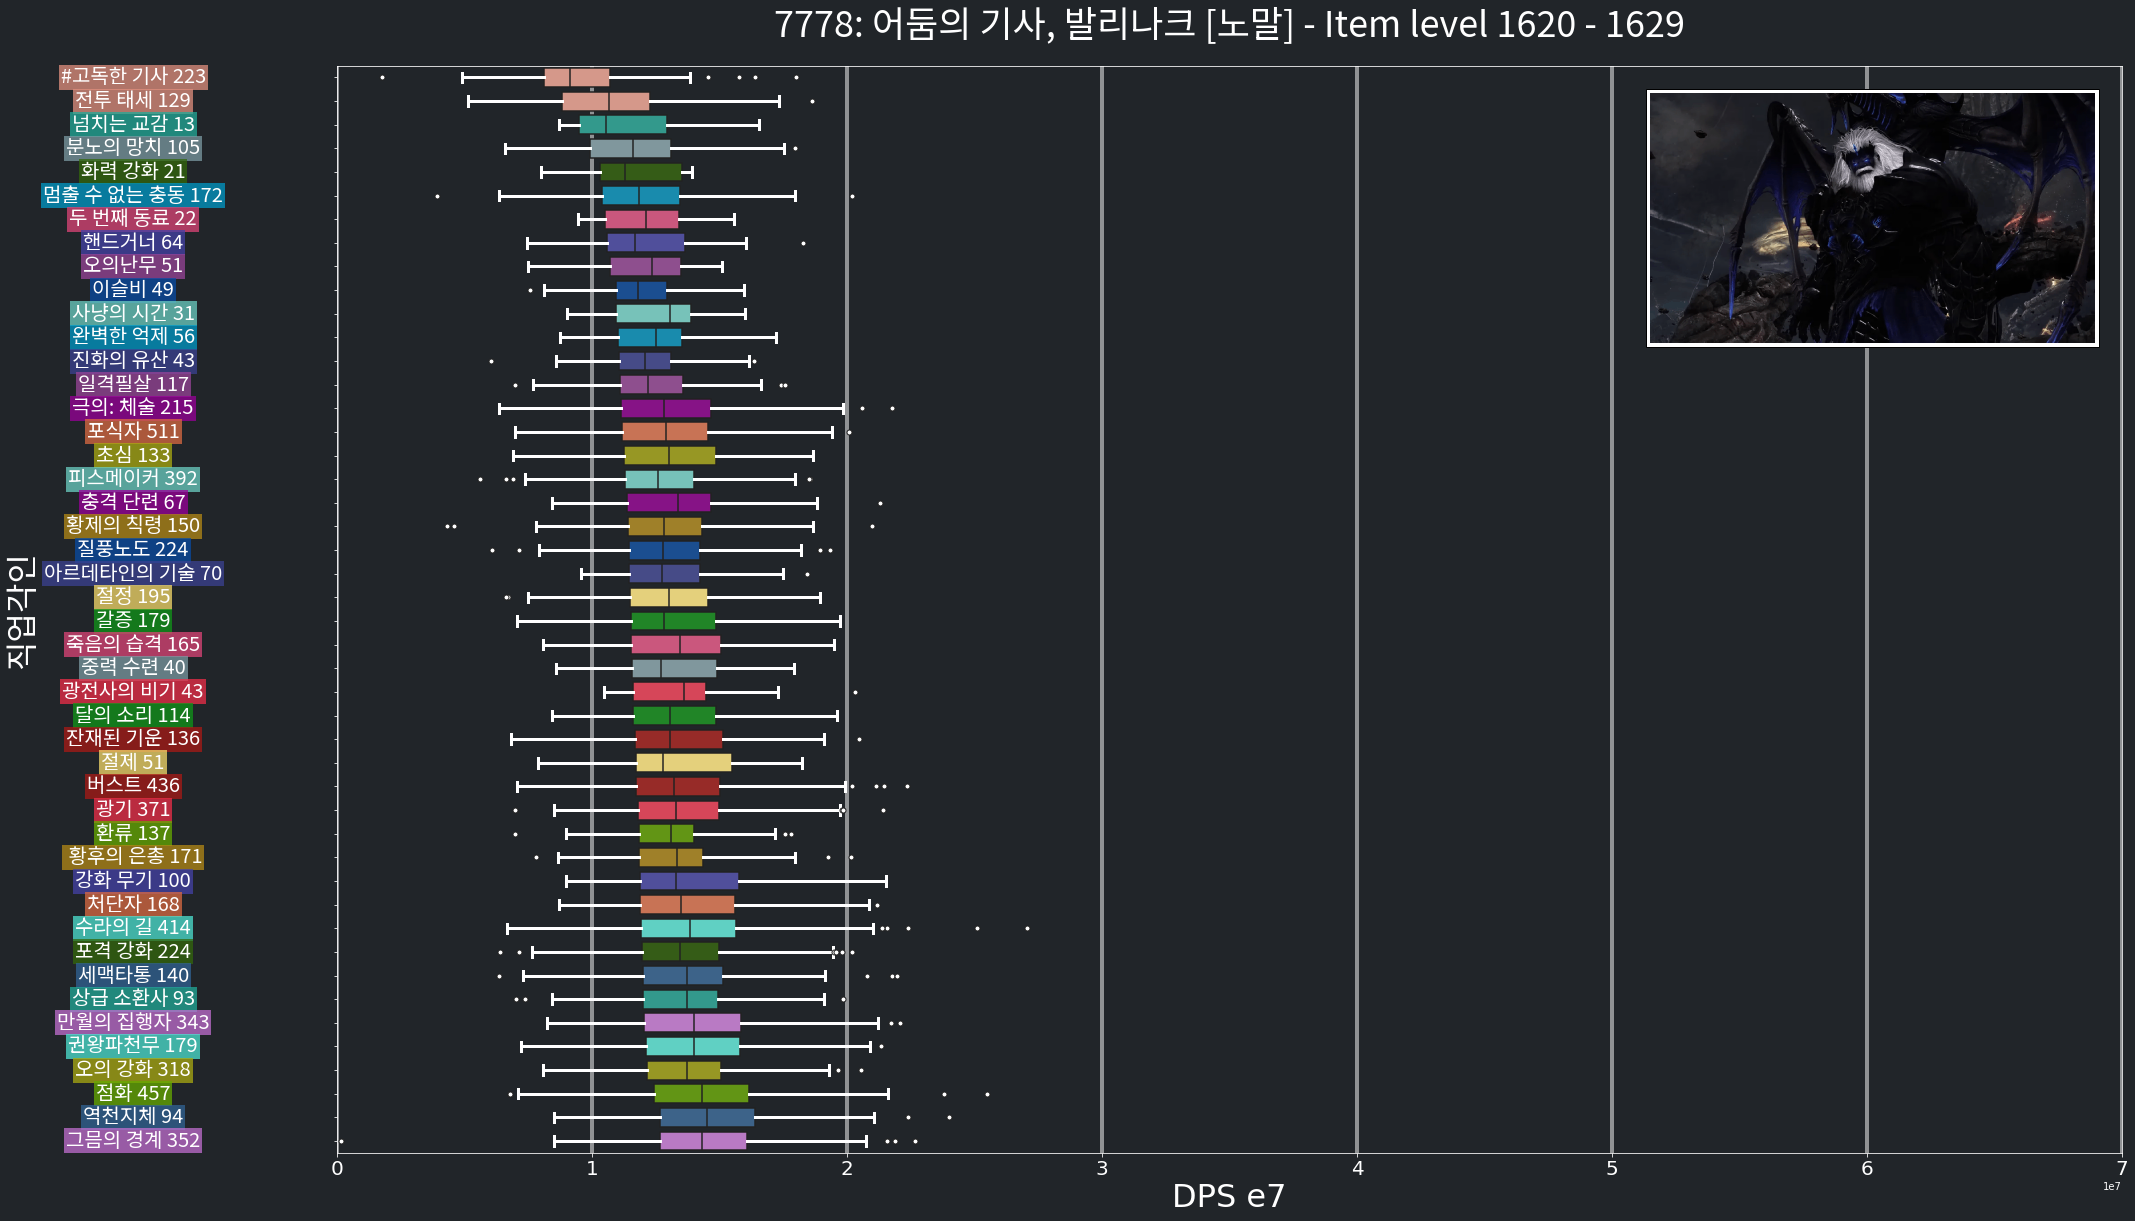 7778: 어둠의 기사, 발리나크 [노말] - Item level 1620 - 1629
#고독한 기사 223
전투 태세 129
넘치는 교감 13
분노의 망치 105
화력 강화 21
멈출 수 없는 충동 172
두 번째 동료 22
핸드거너 64
오의난무 51
이슬비 49
사냥의 시간 31
완벽한 억제 56
진화의 유산 43
일격필살 117
극의: 체술 215
포식자 511
초심 133
피스메이커 392
충격 단련 67
황제의 칙령 150
질풍노도 224
아르데타인의 기술 70
절정 195
갈증 179
죽음의 습격 165
중력 수련 40
광전사의 비기 43
달의 소리 114
잔재된 기운 136
절제 51
버스트 436
광기 371
환류 137
황후의 은총 171
강화 무기 100
처단자 168
수라의 길 414
포격 강화 224
세맥타통 140
상급 소환사 93
만월의 집행자 343
권왕파천무 179
오의 강화 318
점화 457
역천지체 94
그믐의 경계 352
직업각인
0 1 2 3 4 5 6 7
1e7
DPS e7